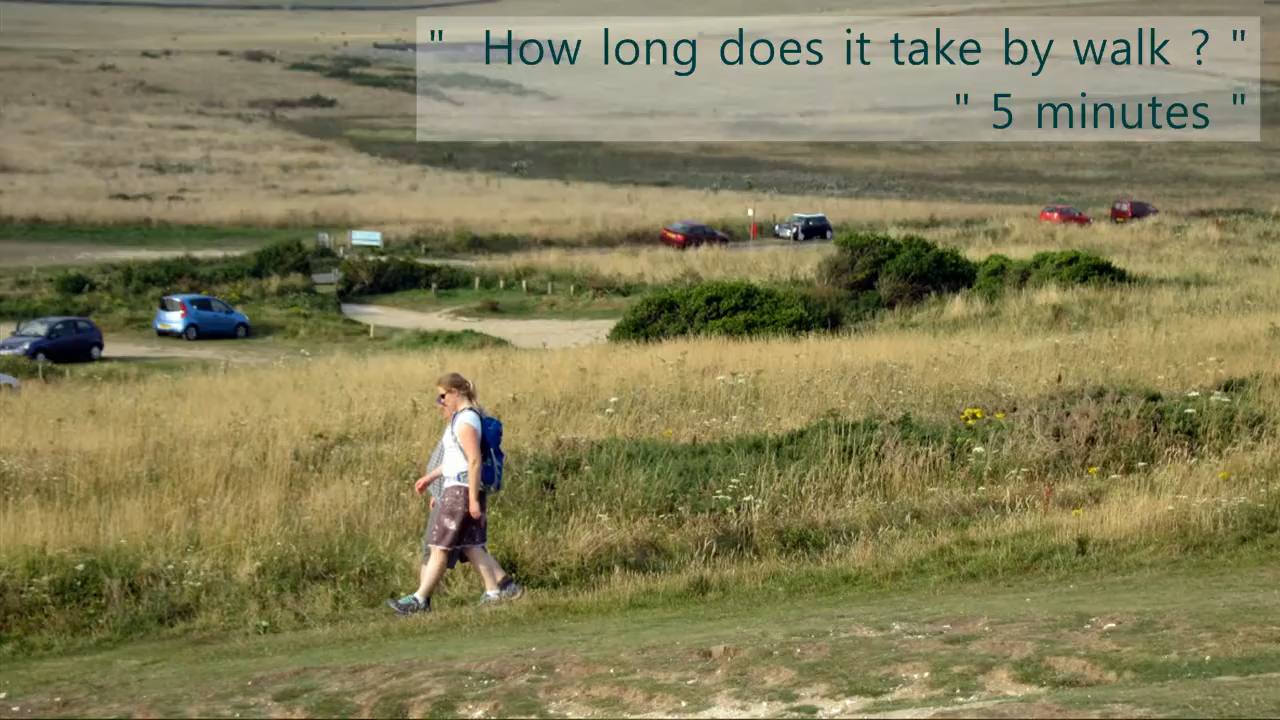 " How long does it take by walk ? "
" 5 minutes "